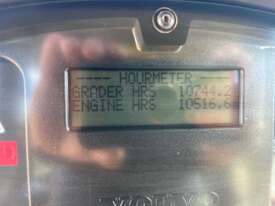 ---- HOURMETER ----
GRADER HRS 10744.2
ENGINE HRS 10516.6